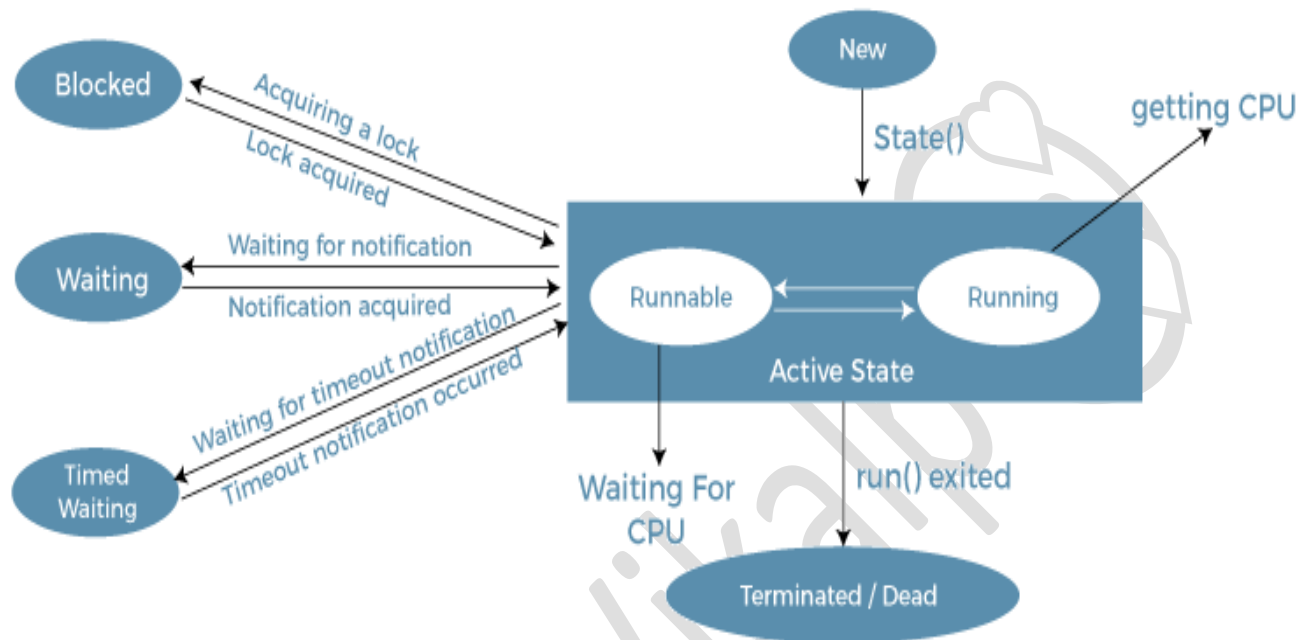 New
Blocked
Acquiring a lock
Lock acquired
State()
getting CPU
Waiting
Waiting for notification
Notification acquired
Runnable
Running
Active State
Waiting for timeout notification
Timeout notification occurred
Timed
Waiting
Waiting For
CPU
run() exited
Terminated / Dead